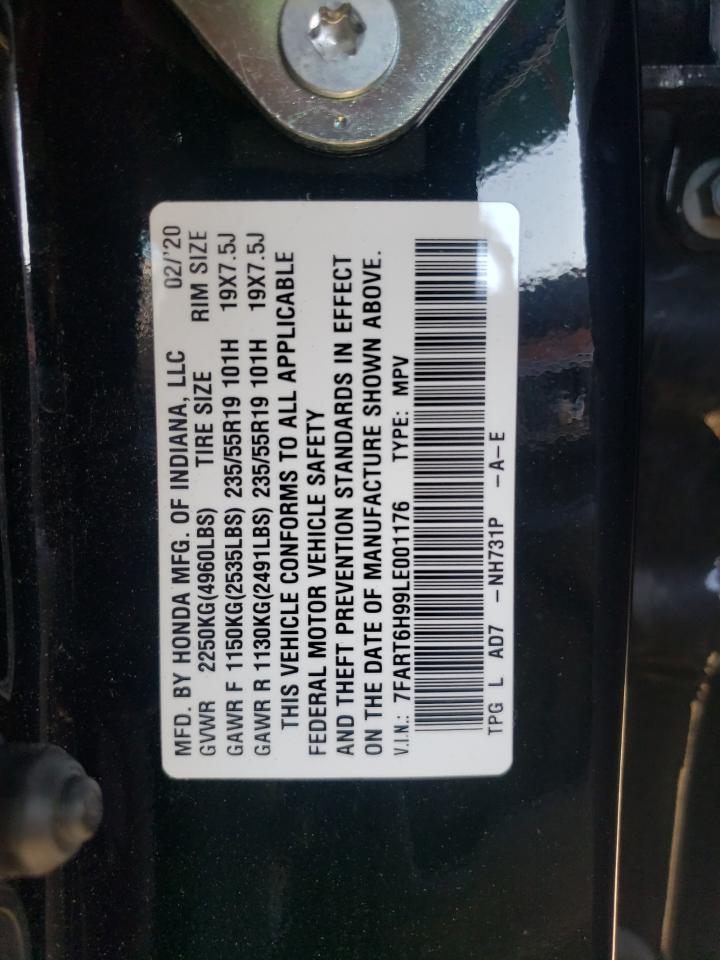 MFD. BY HONDA MFG. OF INDIANA, LLC 02/'20
GVWR 2250KG(4960LBS) TIRE SIZE RIM SIZE
GAWR F 1150KG(2535LBS) 235/55R19 101H 19X7.5J
GAWR R 1130KG(2491LBS) 235/55R19 101H 19X7.5J
THIS VEHICLE CONFORMS TO ALL APPLICABLE
FEDERAL MOTOR VEHICLE SAFETY
AND THEFT PREVENTION STANDARDS IN EFFECT
ON THE DATE OF MANUFACTURE SHOWN ABOVE.
V.I.N.: 7FART6H99LE001176 TYPE: MPV
TPG L AD7 -NH731P -A-E